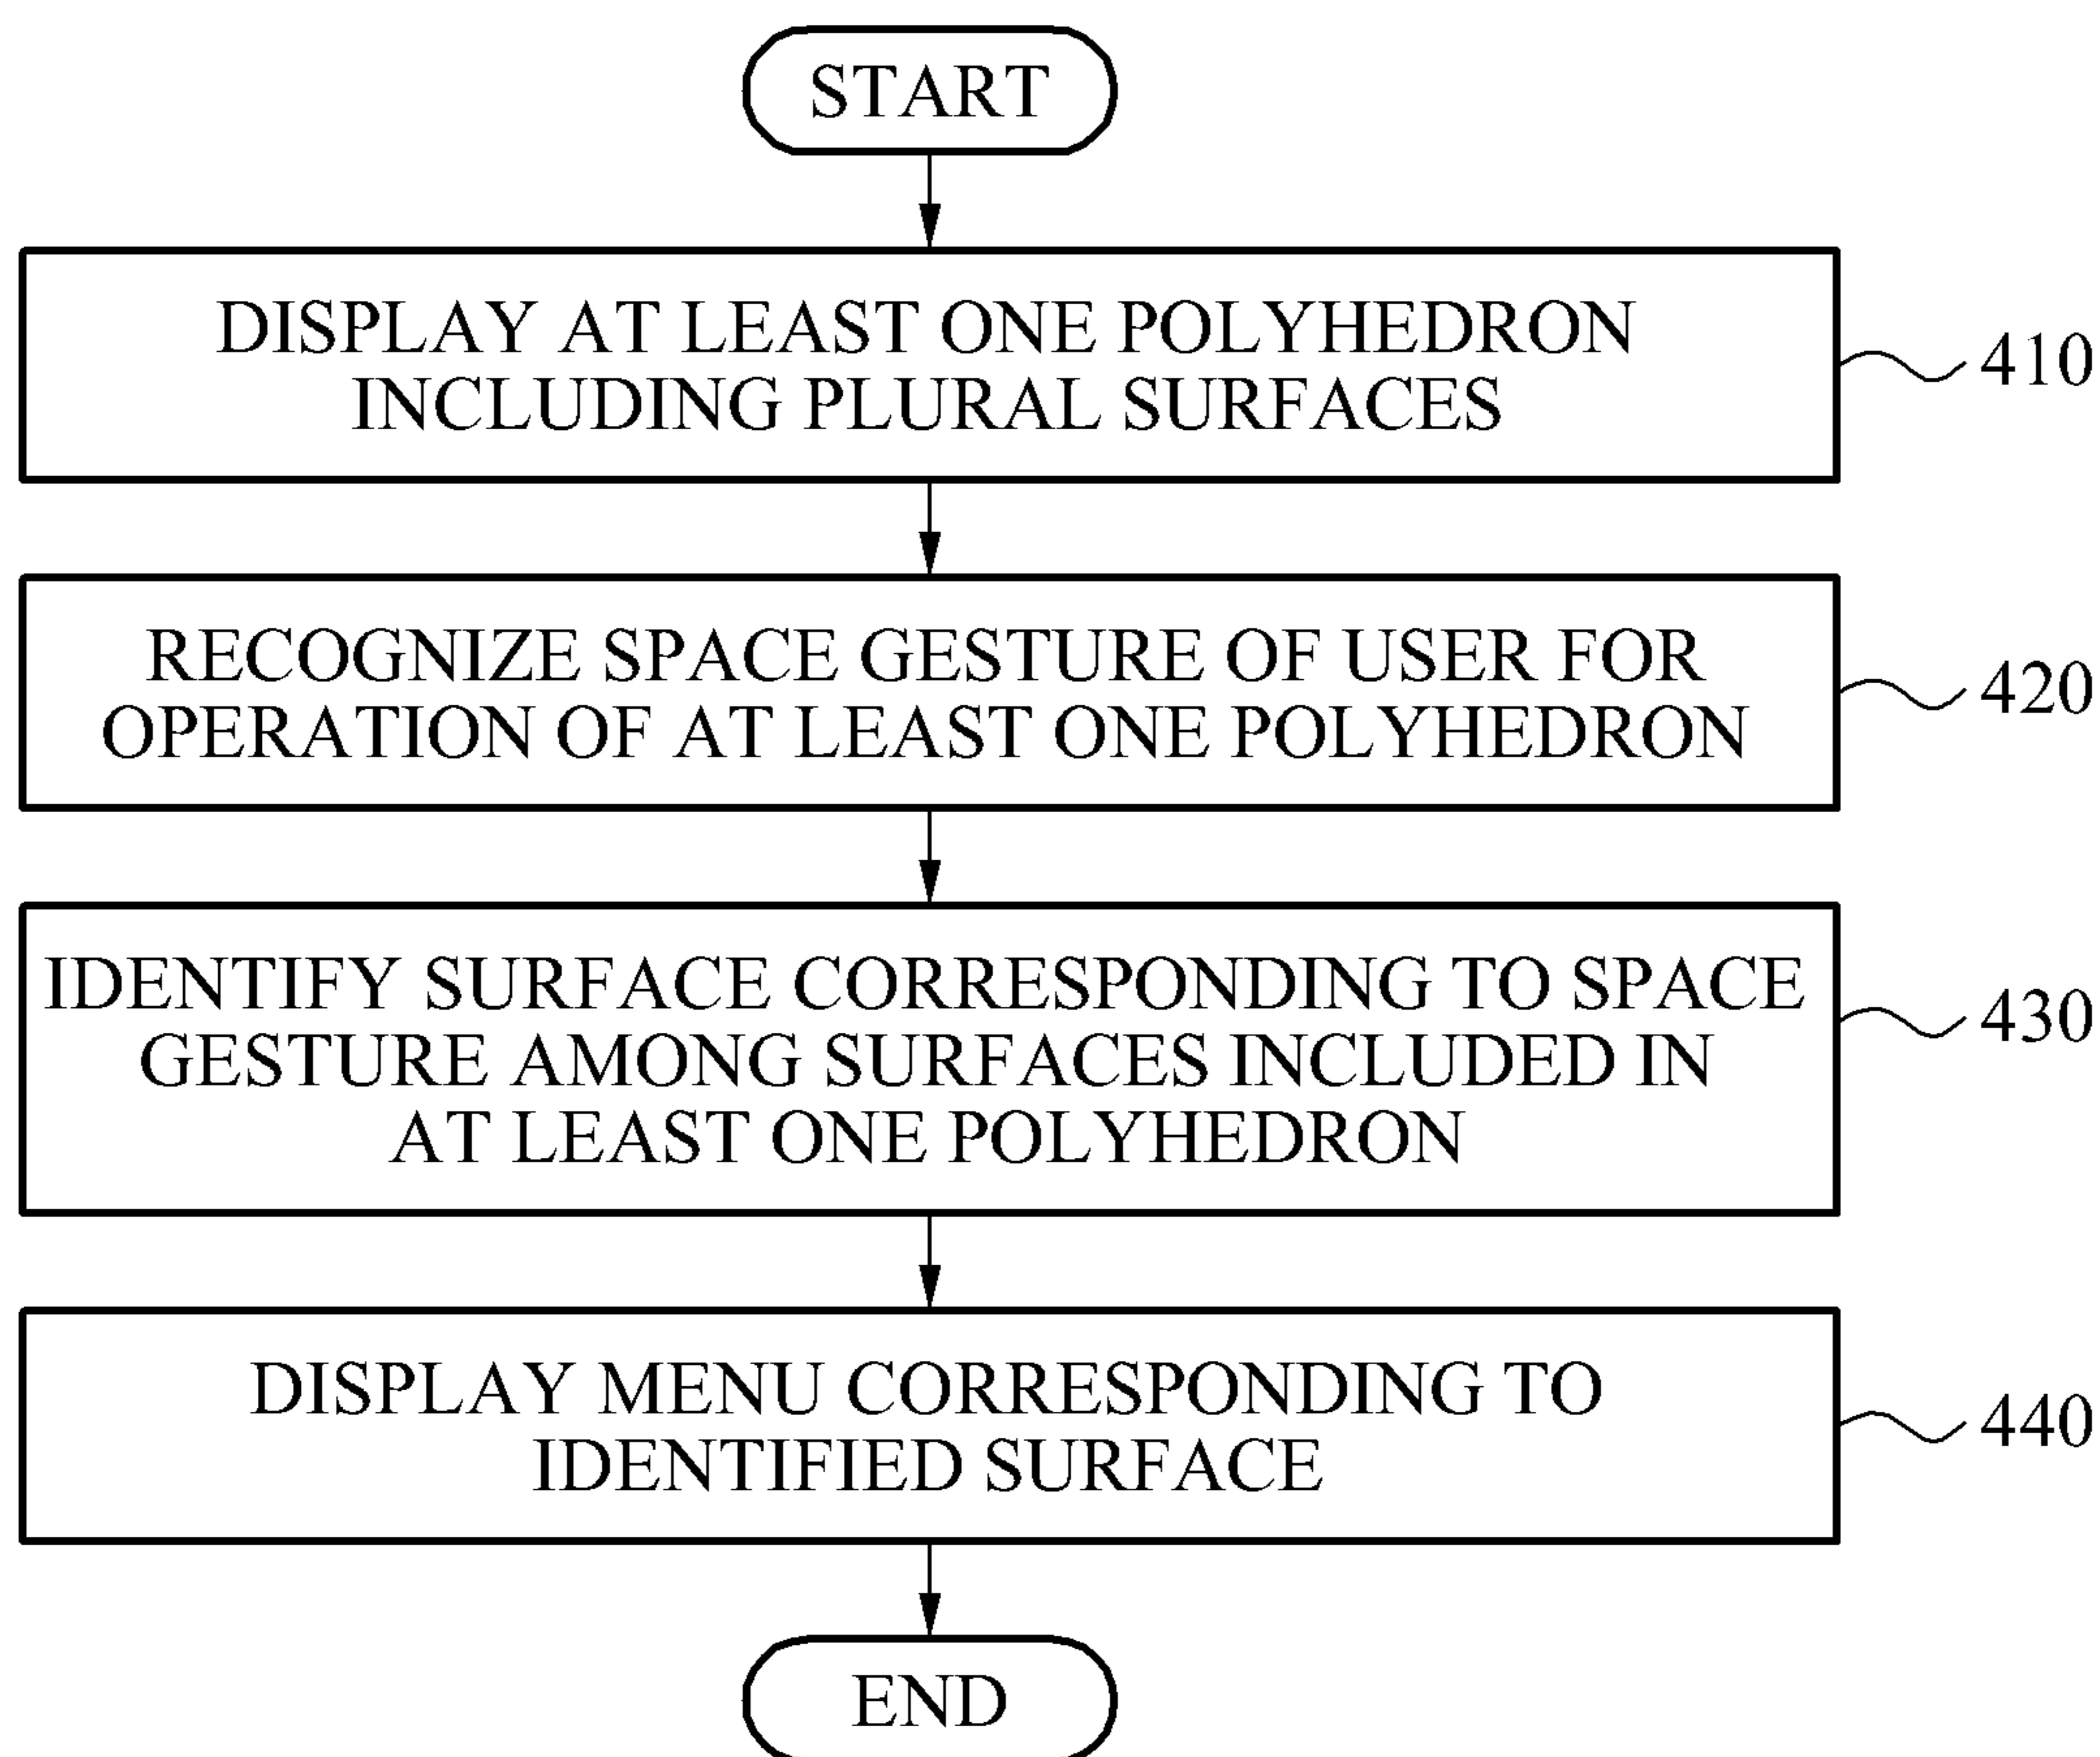 START
DISPLAY AT LEAST ONE POLYHEDRON
INCLUDING PLURAL SURFACES
410
RECOGNIZE SPACE GESTURE OF USER FOR
OPERATION OF AT LEAST ONE POLYHEDRON
420
IDENTIFY SURFACE CORRESPONDING TO SPACE
GESTURE AMONG SURFACES INCLUDED IN
AT LEAST ONE POLYHEDRON
430
DISPLAY MENU CORRESPONDING TO
IDENTIFIED SURFACE
440
END